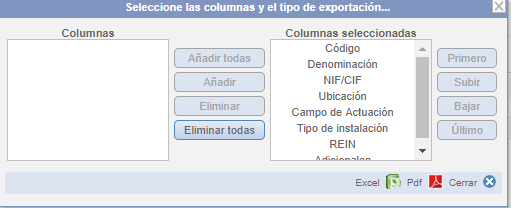 Seleccione las columnas y el tipo de exportación...
Columnas
Columnas seleccionadas
Añadir todas
Añadir
Eliminar
Eliminar todas
Código
Denominación
NIF/CIF
Ubicación
Campo de Actuación
Tipo de instalación
REIN
Adicionales
Primero
Subir
Bajar
Último
Excel Pdf Cerrar